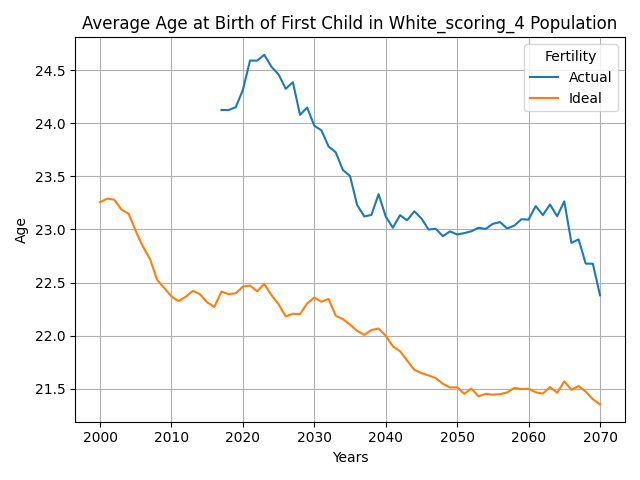 Average Age at Birth of First Child in White_scoring_4 Population
Fertility
Actual
Ideal
24.5
24.0
23.5
23.0
22.5
22.0
21.5
Age
2000 2010 2020 2030 2040 2050 2060 2070
Years